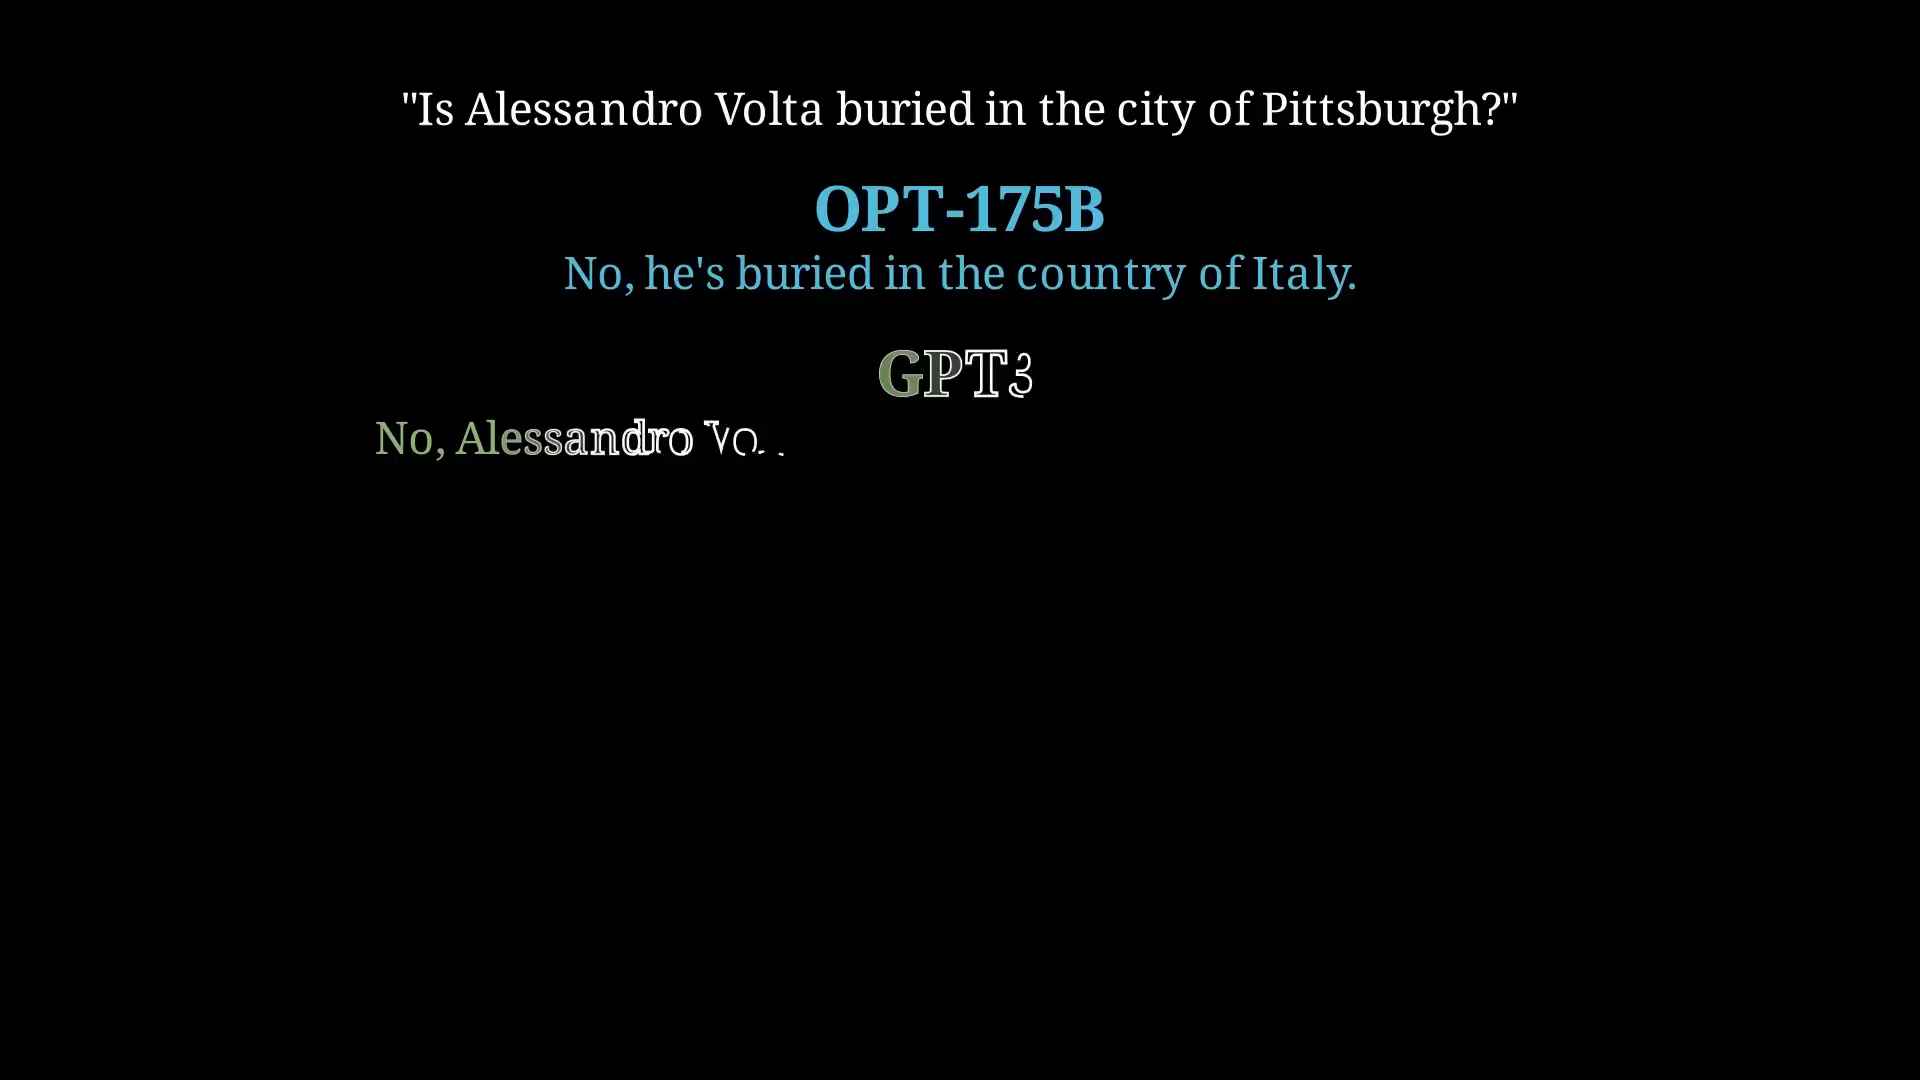 "Is Alessandro Volta buried in the city of Pittsburgh?"
OPT-175B
No, he's buried in the country of Italy.
GPT3
No, Alessandro